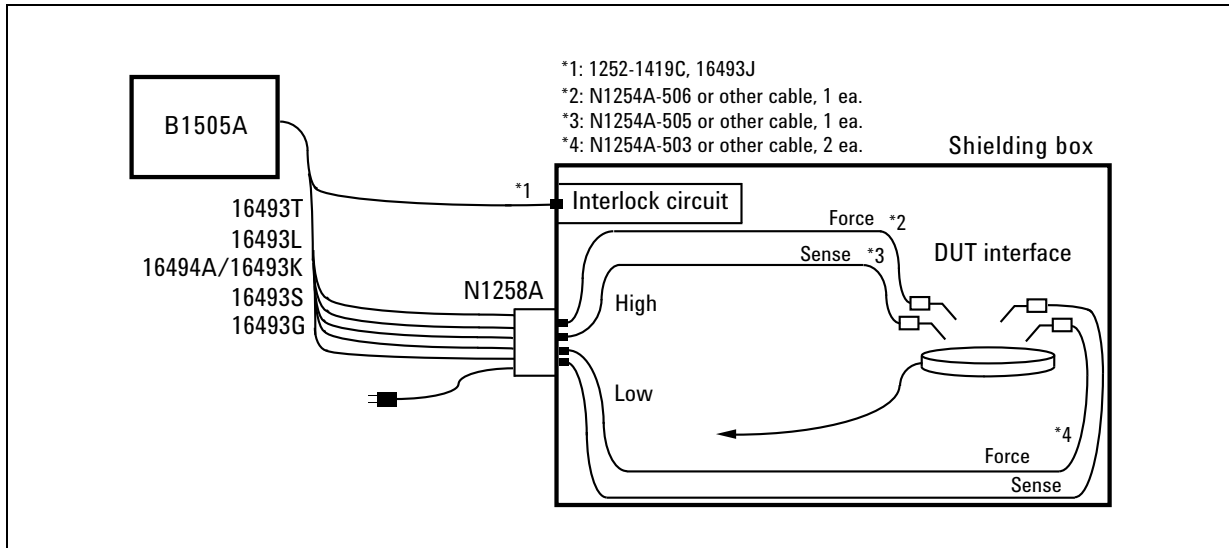 *1: 1252-1419C, 16493J
*2: N1254A-506 or other cable, 1 ea.
*3: N1254A-505 or other cable, 1 ea.
*4: N1254A-503 or other cable, 2 ea.
B1505A
Shielding box
*1
Interlock circuit
16493T
16493L
16494A/16493K
16493S
16493G
N1258A
Force *2
Sense *3
DUT interface
High
Low
*4
Force
Sense